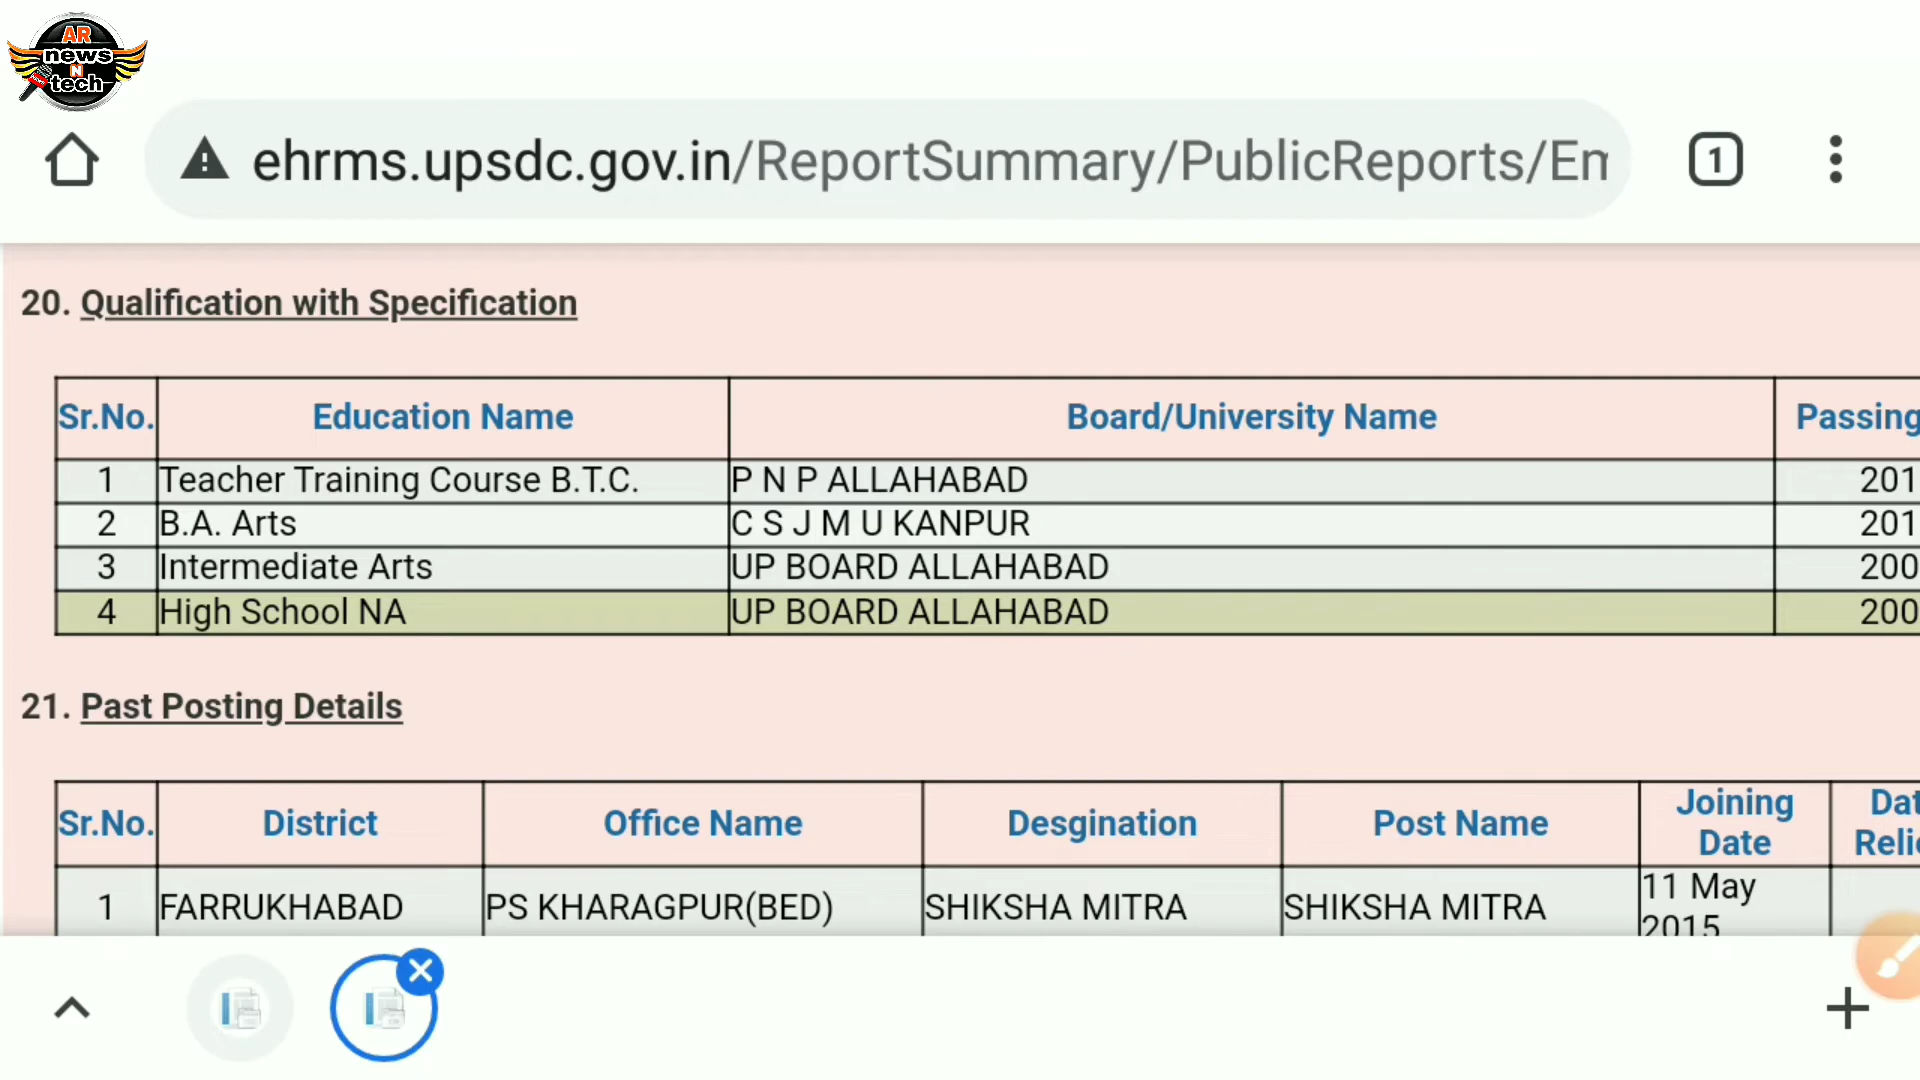 AR
news
N
tech
ehrms.upsdc.gov.in/ReportSummary/PublicReports/Em
1
20. Qualification with Specification
Sr.No. Education Name Board/University Name Passing
1 Teacher Training Course B.T.C. P N P ALLAHABAD 201
2 B.A. Arts C S J M U KANPUR 201
3 Intermediate Arts UP BOARD ALLAHABAD 200
4 High School NA UP BOARD ALLAHABAD 200
21. Past Posting Details
Sr.No. District Office Name Desgination Post Name Joining Date Dat Relie
1 FARRUKHABAD PS KHARAGPUR(BED) SHIKSHA MITRA SHIKSHA MITRA 11 May 2015